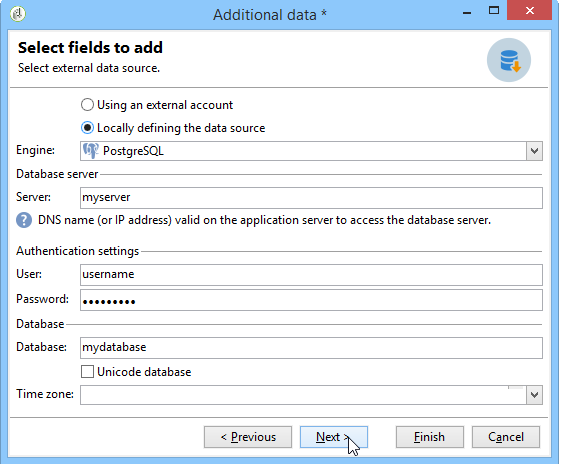 Additional data *
Select fields to add
Select external data source.
Using an external account
Locally defining the data source
Engine: PostgreSQL
Database server
Server: myserver
? DNS name (or IP address) valid on the application server to access the database server.
Authentication settings
User: username
Password: •••••••••
Database
Database: mydatabase
Unicode database
Time zone:
< Previous Next > Finish Cancel